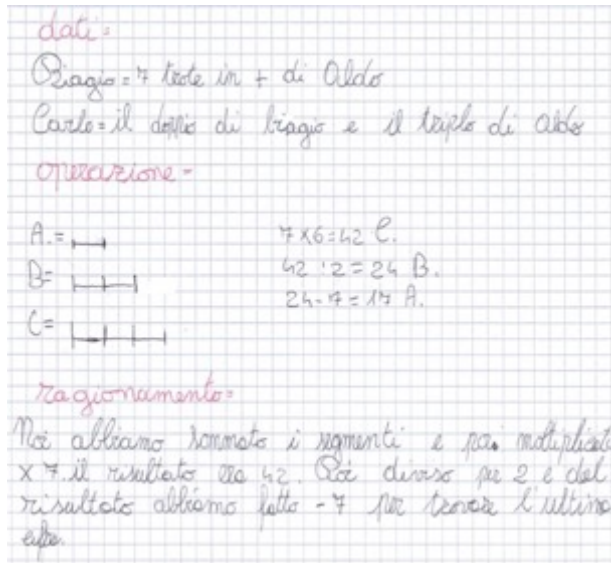 dati:
Biagio = 7 trote in + di Aldo
Carlo = il doppio di biagio e il triplo di aldo
operazione =
A. =
7 x 6 = 42 C.
B =
42 : 2 = 24 B.
24 - 7 = 17 A.
C =
ragionamento =
Noi abbiamo sommato i segmenti e poi moltiplicat
x 7. il risultato era 42. Poi diviso per 2 e dal
risultato abbiamo fatto - 7 per trovare l'ultima